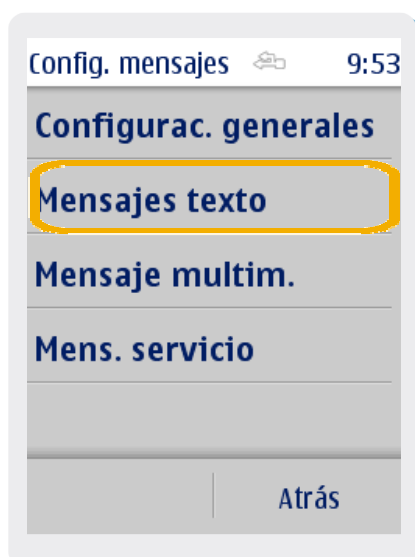 Config. mensajes 9:53
Configurac. generales
Mensajes texto
Mensaje multim.
Mens. servicio
Atrás